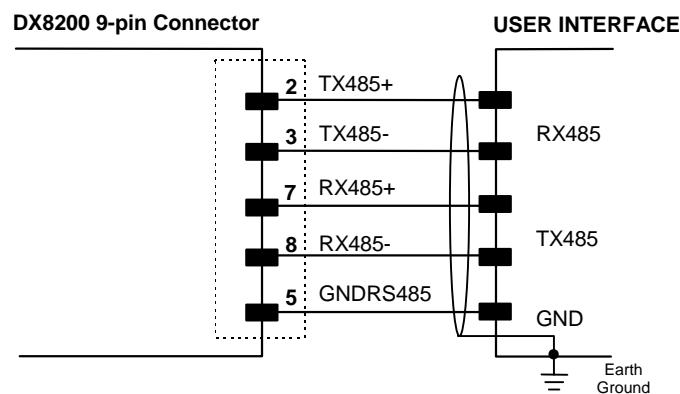 DX8200 9-pin Connector
USER INTERFACE
2 TX485+
3 TX485-
RX485
7 RX485+
8 RX485-
TX485
5 GNDRS485
GND
Earth
Ground